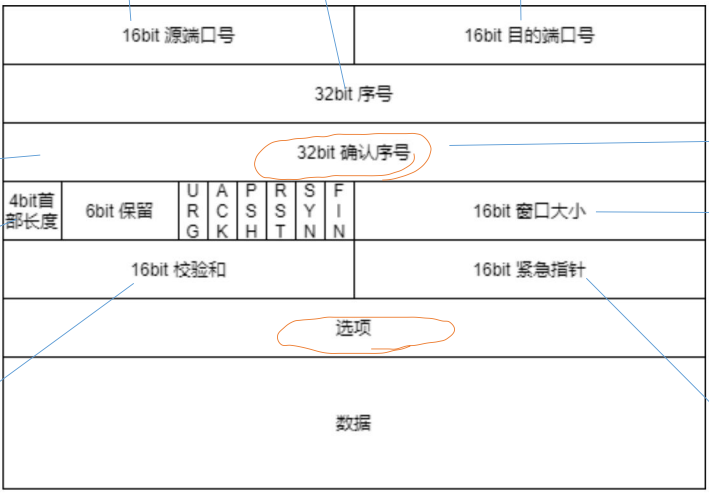 16bit 源端口号
16bit 目的端口号
32bit 序号
32bit 确认序号
4bit首
部长度
6bit 保留
URG
ACK
PSH
RST
SYN
FIN
16bit 窗口大小
16bit 校验和
16bit 紧急指针
选项
数据